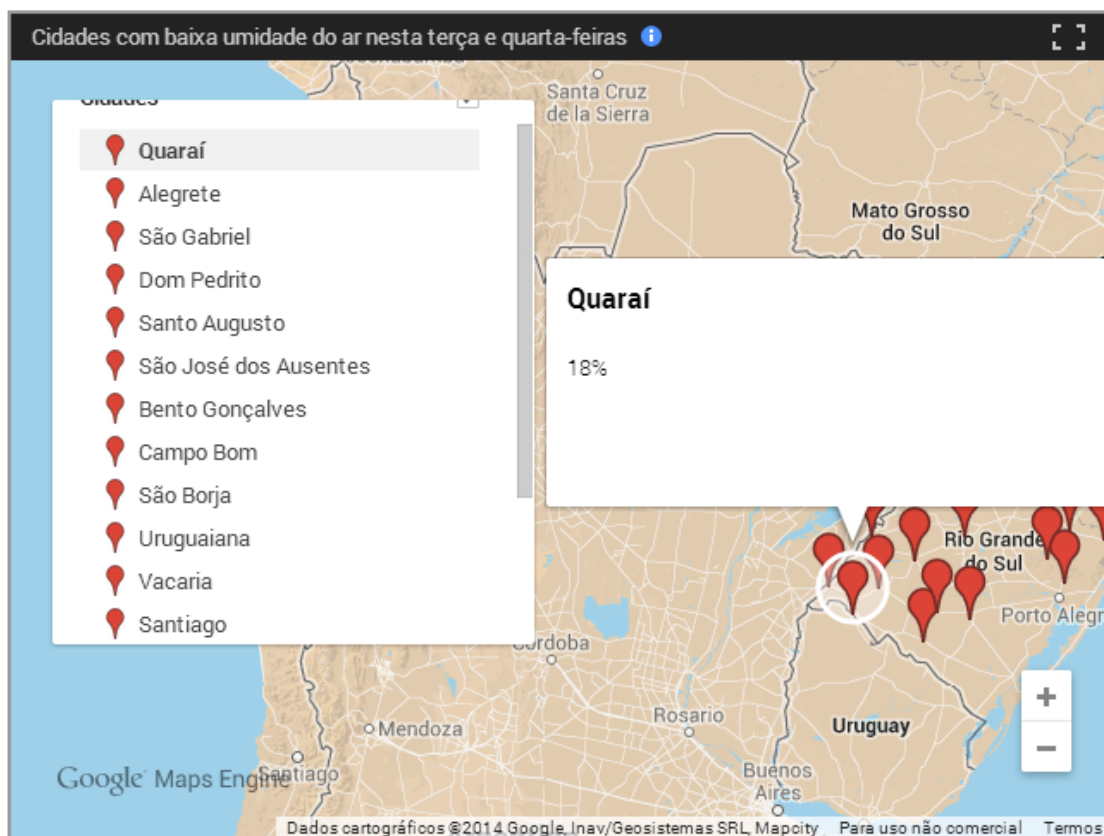 Cidades com baixa umidade do ar nesta terça e quarta-feiras
Cidades
Quaraí
Alegrete
São Gabriel
Dom Pedrito
Santo Augusto
São José dos Ausentes
Bento Gonçalves
Campo Bom
São Borja
Uruguaiana
Vacaria
Santiago
Santa Cruz
de la Sierra
Mato Grosso
do Sul
Quaraí
18%
Rio Grande
do Sul
Porto Alegr
Córdoba
Mendoza
Rosario
Uruguay
Santiago
Buenos
Aires
Google Maps Engine
Dados cartográficos ©2014 Google, Inav/Geosistemas SRL, Mapcity
Para uso não comercial
Termos